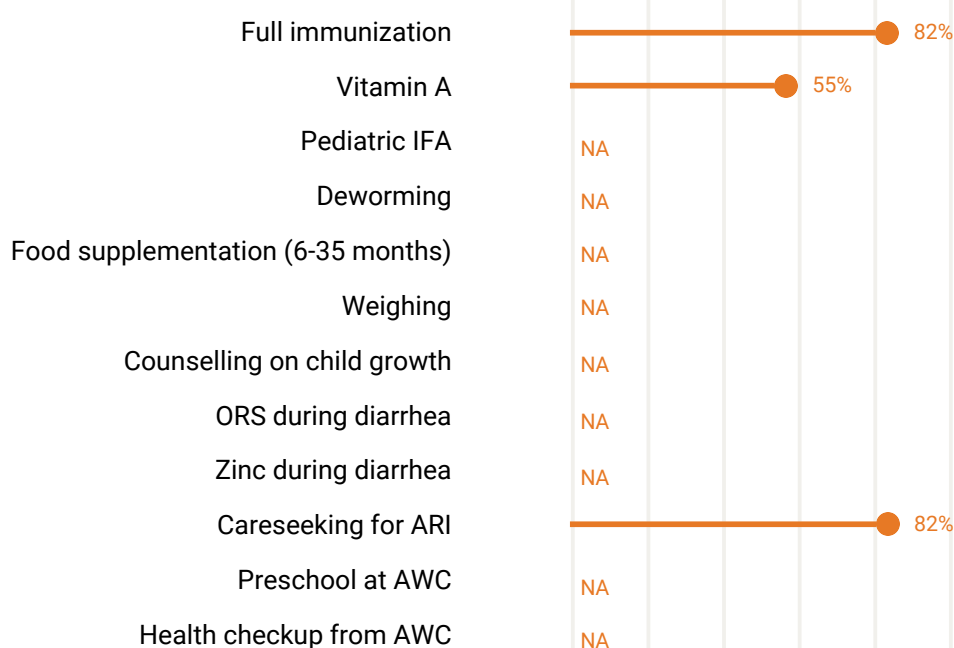 Full immunization 82%
Vitamin A 55%
Pediatric IFA NA
Deworming NA
Food supplementation (6-35 months) NA
Weighing NA
Counselling on child growth NA
ORS during diarrhea NA
Zinc during diarrhea NA
Careseeking for ARI 82%
Preschool at AWC NA
Health checkup from AWC NA